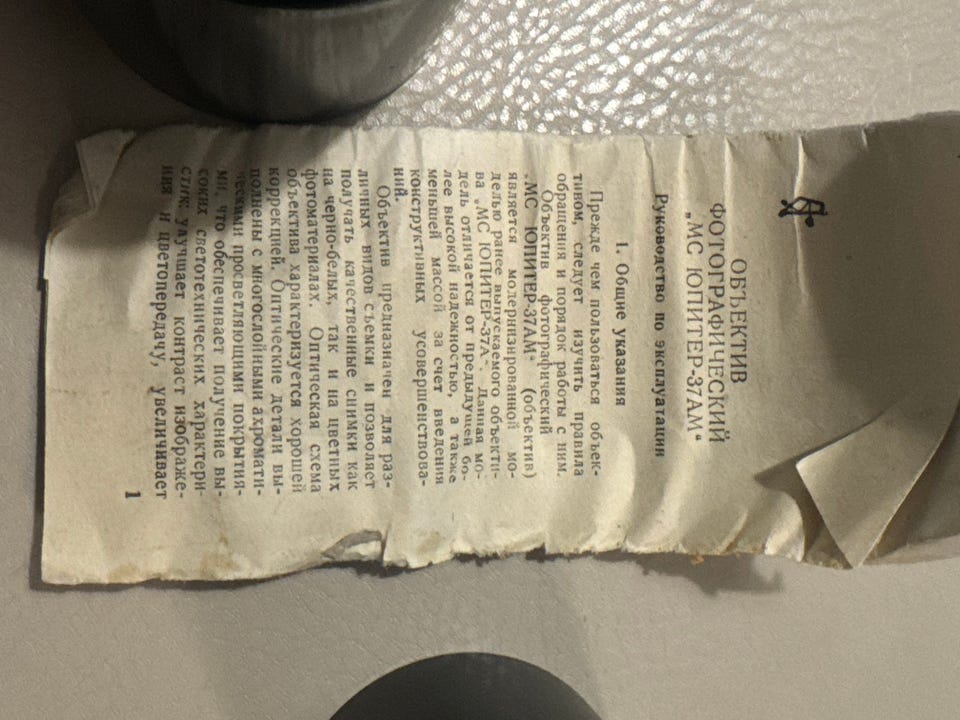 ОБЪЕКТИВ
ФОТОГРАФИЧЕСКИЙ
„МС ЮПИТЕР-37АМ“
Руководство по эксплуатации
1. Общие указания
Прежде чем пользоваться объек-
тивом, следует изучить правила
обращения и порядок работы с ним.
Объектив фотографический
„МС ЮПИТЕР-37АМ“ (объектив)
является модернизированной мо-
делью ранее выпускаемого объекти-
ва „МС ЮПИТЕР-37А“. Данная мо-
дель отличается от предыдущей бо-
лее высокой надежностью, а также
меньшей массой за счет введения
конструктивных усовершенствова-
ний.
Объектив предназначен для раз-
личных видов съемки и позволяет
получать качественные снимки как
на черно-белых, так и на цветных
фотоматериалах. Оптическая схема
объектива характеризуется хорошей
коррекцией. Оптические детали вы-
полнены с многослойными ахромати-
ческими просветляющими покрытия-
ми, что обеспечивает получение вы-
соких светотехнических характери-
стик: улучшает контраст изображе-
ния и цветопередачу, увеличивает
1